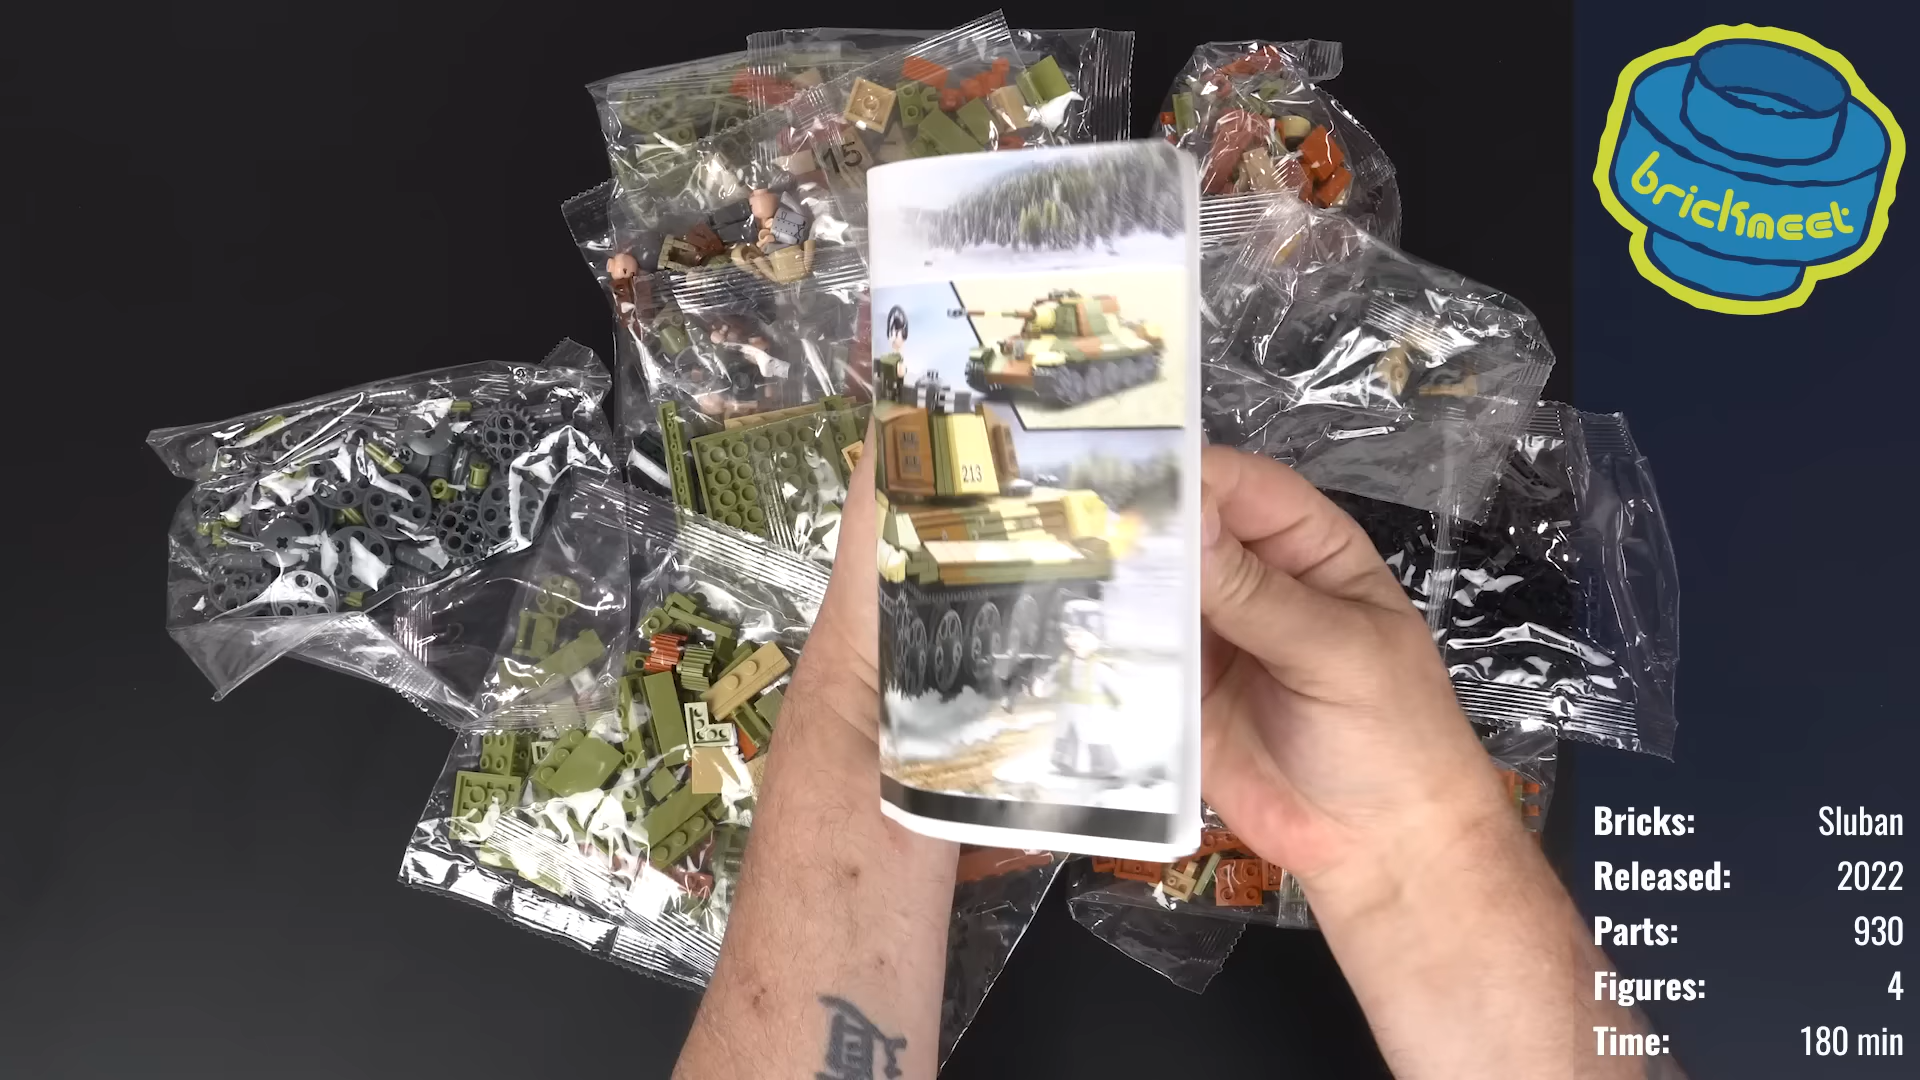 brickmeet
15
213
Bricks: Sluban
Released: 2022
Parts: 930
Figures: 4
Time: 180 min